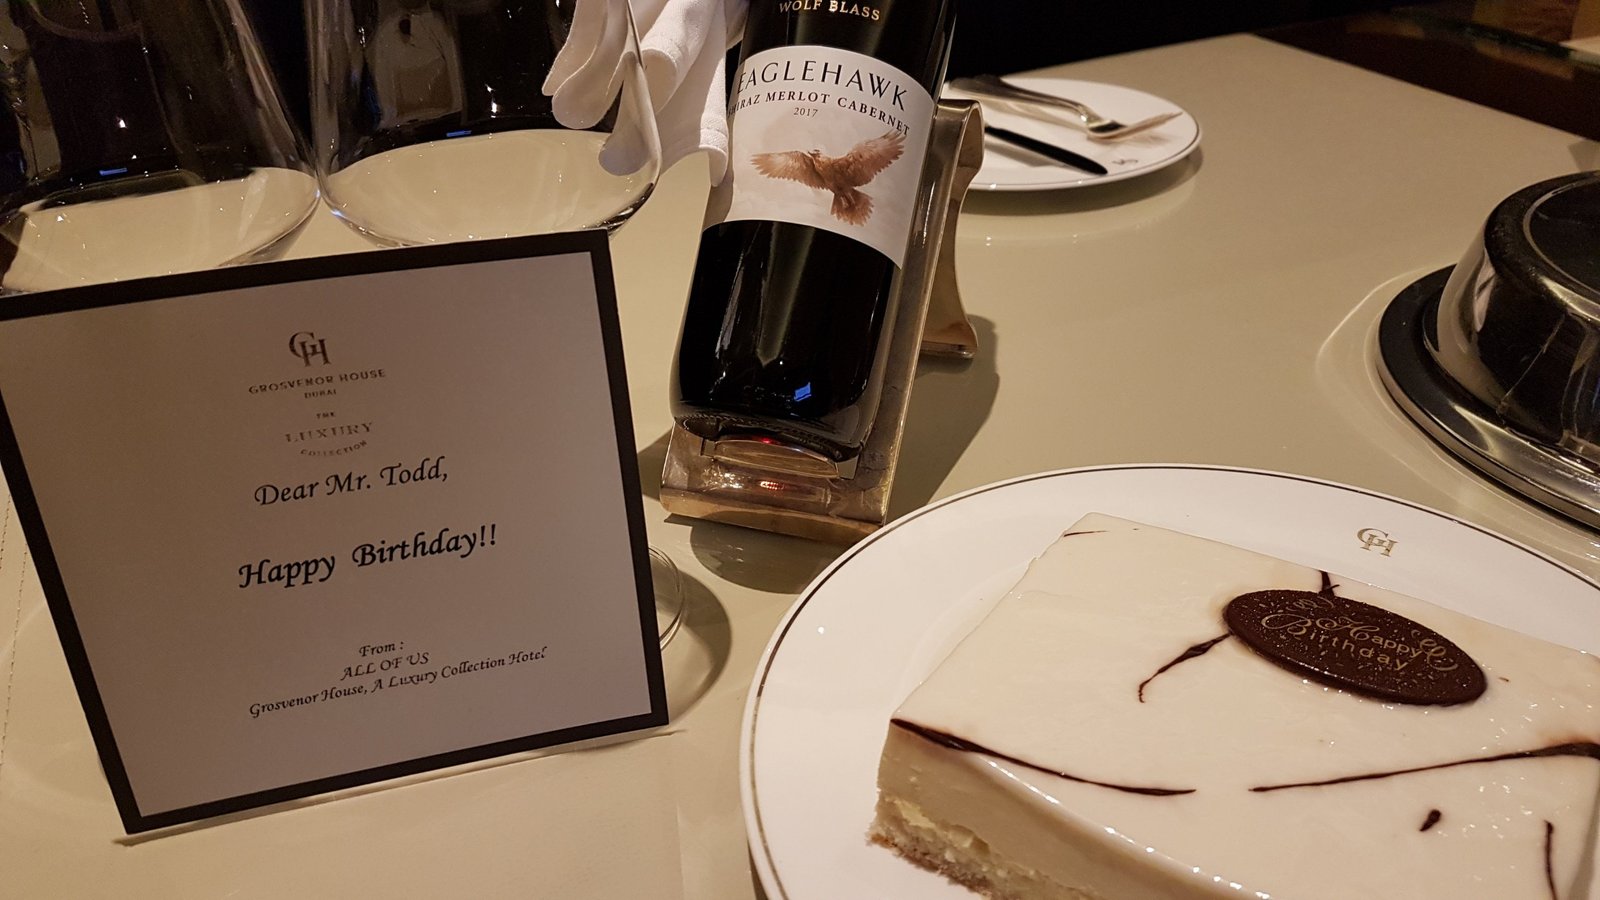 GH
GROSVENOR HOUSE
DUBAI
THE
LUXURY
COLLECTION
Dear Mr. Todd,
Happy Birthday!!
From :
ALL OF US
Grosvenor House, A Luxury Collection Hotel
WOLF BLASS
EAGLEHAWK
SHIRAZ MERLOT CABERNET
2017
GH
Happy
Birthday